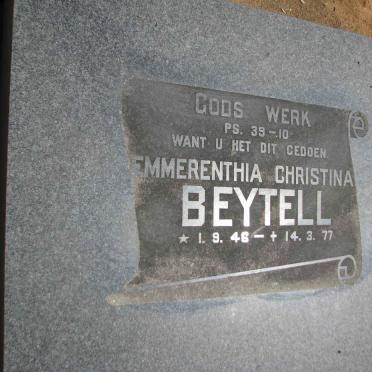 GODS WERK
PS. 39-10
WANT U HET DIT GEDOEN
EMMERENTHIA CHRISTINA
BEYTELL
★ 1.9.46 - ✝ 14.3.77